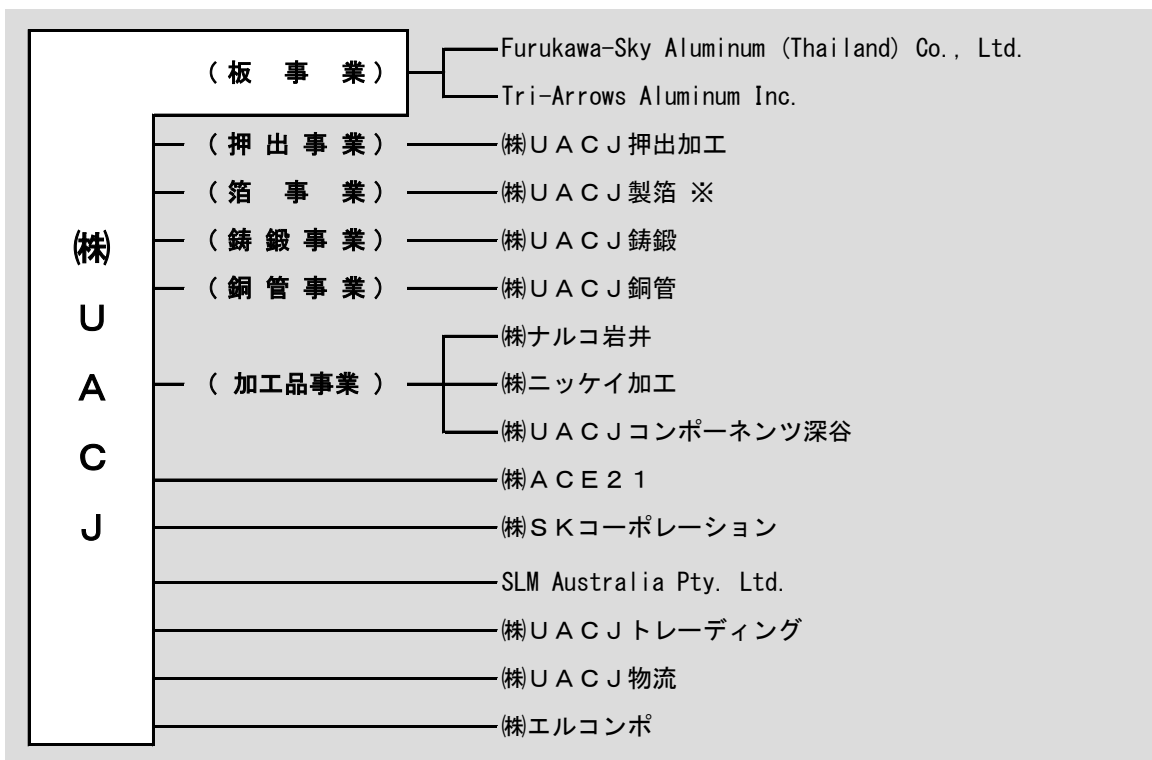 (板 事 業)
Furukawa-Sky Aluminum (Thailand) Co., Ltd.
Tri-Arrows Aluminum Inc.
(押出事業) ㈱ＵＡＣＪ押出加工
(箔 事 業) ㈱ＵＡＣＪ製箔 ※
(鋳鍛事業) ㈱ＵＡＣＪ鋳鍛
(銅管事業) ㈱ＵＡＣＪ銅管
㈱ＵＡＣＪ
㈱ナルコ岩井
(加工品事業) ㈱ニッケイ加工
㈱ＵＡＣＪコンポーネンツ深谷
㈱ＡＣＥ２１
㈱ＳＫコーポレーション
SLM Australia Pty. Ltd.
㈱ＵＡＣＪトレーディング
㈱ＵＡＣＪ物流
㈱エルコンポ